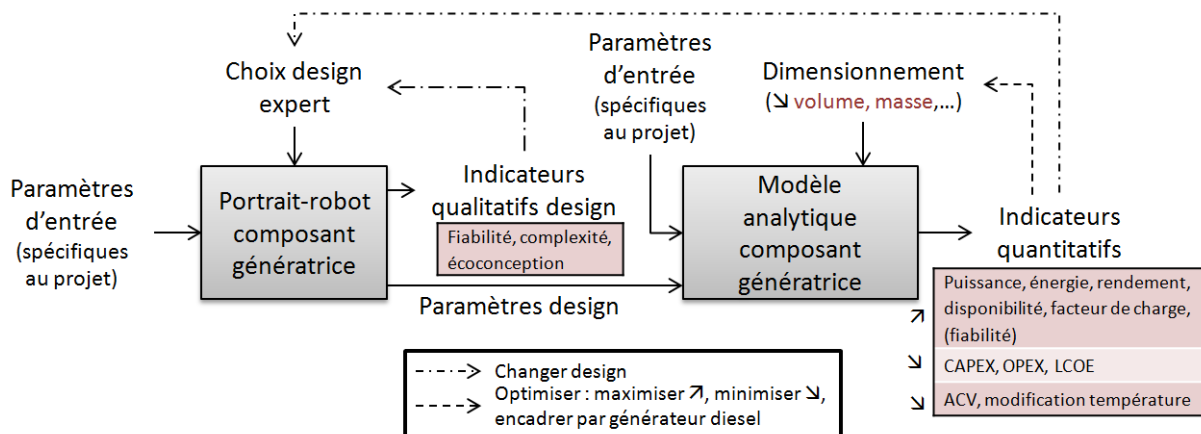 Choix design
expert
Paramètres
d'entrée
(spécifiques
au projet)
Dimensionnement
(↘ volume, masse,...)
Paramètres
d'entrée
(spécifiques
au projet)
Portrait-robot
composant
génératrice
Indicateurs
qualitatifs design
Fiabilité, complexité,
écoconception
Paramètres design
Modèle
analytique
composant
génératrice
Indicateurs
quantitatifs
↗ Puissance, énergie, rendement,
disponibilité, facteur de charge,
(fiabilité)
↘ CAPEX, OPEX, LCOE
↘ ACV, modification température
Changer design
Optimiser : maximiser ↗, minimiser ↘,
encadrer par générateur diesel